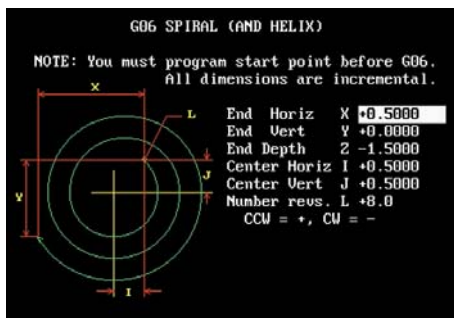 G06 SPIRAL (AND HELIX)
NOTE: You must program start point before G06.
All dimensions are incremental.
X
L
End Horiz X +0.5000
End Vert Y +0.0000
End Depth Z -1.5000
Center Horiz I +0.5000
Center Vert J +0.5000
Number revs. L +8.0
CCW = +, CW = -
J
Y
I